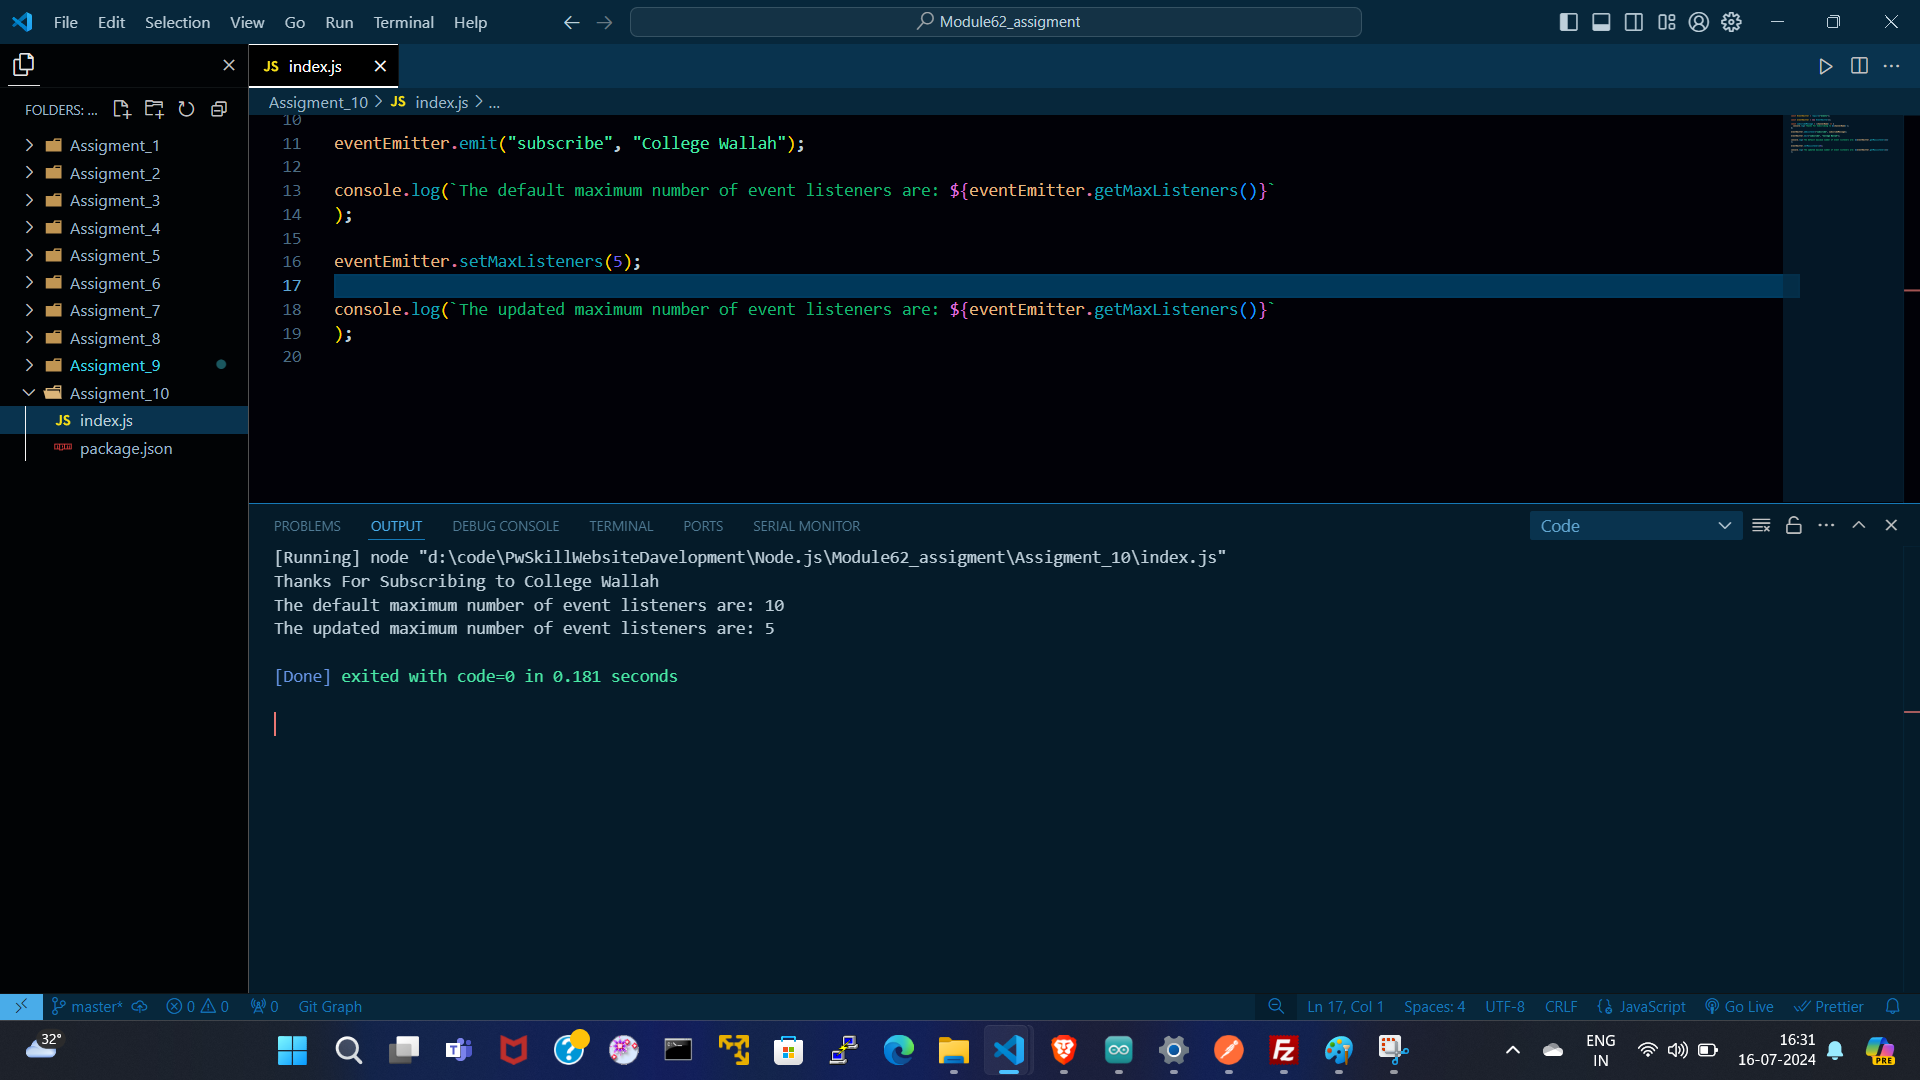 File Edit Selection View Go Run Terminal Help
Module62_assigment
JS index.js
FOLDERS: ...
Assigment_10 > JS index.js > ...
Assigment_1
Assigment_2
Assigment_3
Assigment_4
Assigment_5
Assigment_6
Assigment_7
Assigment_8
Assigment_9
Assigment_10
JS index.js
package.json
10
11 eventEmitter.emit("subscribe", "College Wallah");
12
13 console.log(`The default maximum number of event listeners are: ${eventEmitter.getMaxListeners()}`
14 );
15
16 eventEmitter.setMaxListeners(5);
17
18 console.log(`The updated maximum number of event listeners are: ${eventEmitter.getMaxListeners()}`
19 );
20
PROBLEMS OUTPUT DEBUG CONSOLE TERMINAL PORTS SERIAL MONITOR
Code
[Running] node "d:\code\PwSkillWebsiteDavelopment\Node.js\Module62_assigment\Assigment_10\index.js"
Thanks For Subscribing to College Wallah
The default maximum number of event listeners are: 10
The updated maximum number of event listeners are: 5
[Done] exited with code=0 in 0.181 seconds
master* 0 0 0 Git Graph
Ln 17, Col 1 Spaces: 4 UTF-8 CRLF {} JavaScript Go Live Prettier
32°
ENG
IN
16:31
16-07-2024
PRE